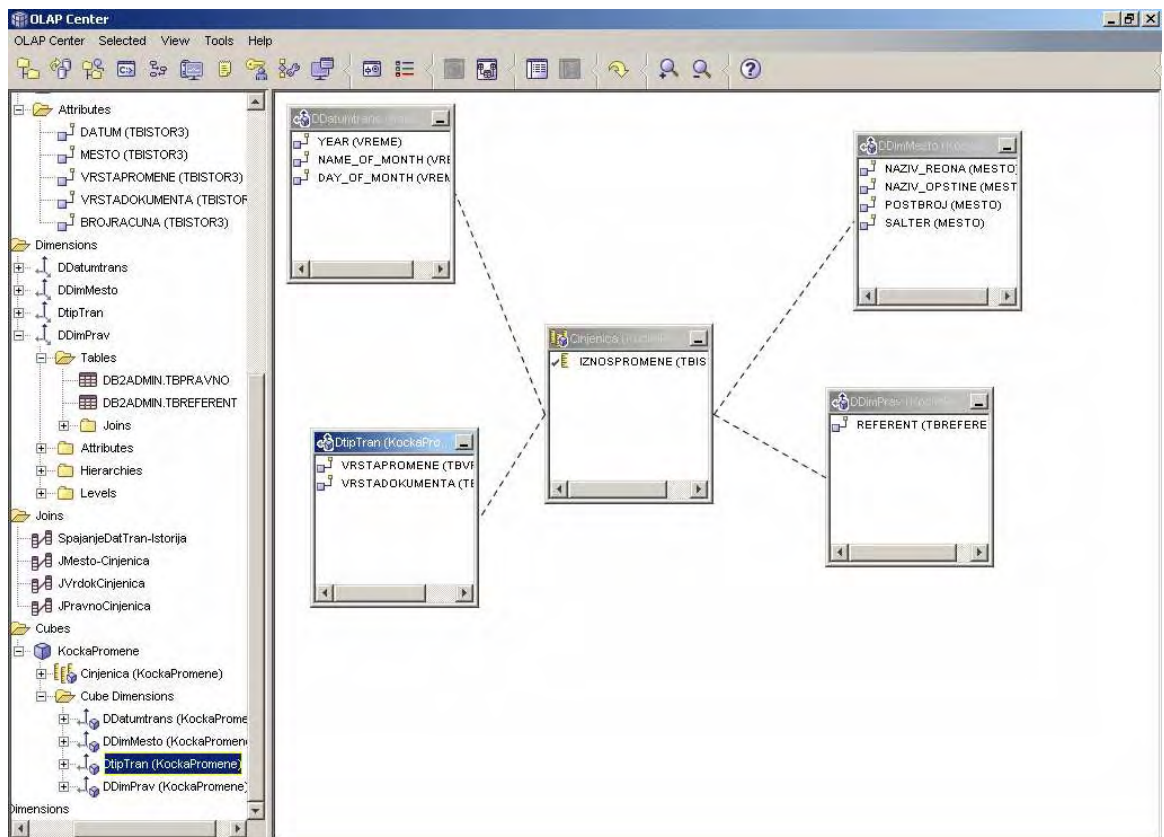 OLAP Center
OLAP Center Selected View Tools Help
Attributes
DATUM (TBISTOR3)
MESTO (TBISTOR3)
VRSTAPROMENE (TBISTOR3)
VRSTADOKUMENTA (TBISTOR
BROJRACUNA (TBISTOR3)
Dimensions
DDatumtrans
DDimMesto
DtipTran
DDimPrav
Tables
DB2ADMIN.TBPRAVNO
DB2ADMIN.TBREFERENT
Joins
Attributes
Hierarchies
Levels
Joins
SpajanjeDatTran-Istorija
JMesto-Cinjenica
JVrdokCinjenica
JPravnoCinjenica
Cubes
KockaPromene
Cinjenica (KockaPromene)
Cube Dimensions
DDatumtrans (KockaProme
DDimMesto (KockaPromen
DtipTran (KockaPromene)
DDimPrav (KockaPromene)
Dimensions
DDatumtrans
YEAR (VREME)
NAME_OF_MONTH (VRE
DAY_OF_MONTH (VREM
DDimMesto
NAZIV_REONA (MESTO)
NAZIV_OPSTINE (MEST
POSTBROJ (MESTO)
SALTER (MESTO)
Cinjenica
IZNOSPROMENE (TBIS
DtipTran (KockaPro...
VRSTAPROMENE (TBVF
VRSTADOKUMENTA (TE
DDimPrav
REFERENT (TBREFERE